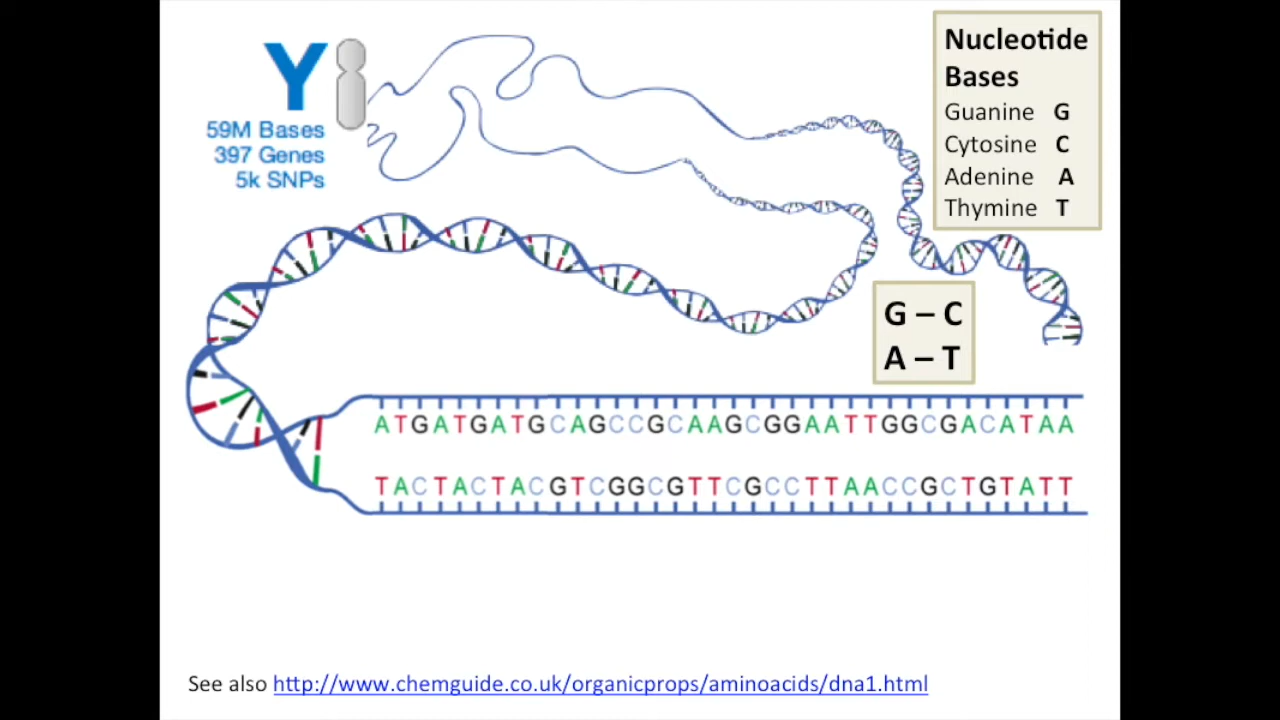 Y
59M Bases
397 Genes
5k SNPs
Nucleotide
Bases
Guanine G
Cytosine C
Adenine A
Thymine T
G – C
A – T
ATGATGATGCAGCCGCAAGCGGAATTGGCGACATAA
TACTACTACGTCGGCGTTCGCCTTAACCGCTGTATT
See also http://www.chemguide.co.uk/organicprops/aminoacids/dna1.html